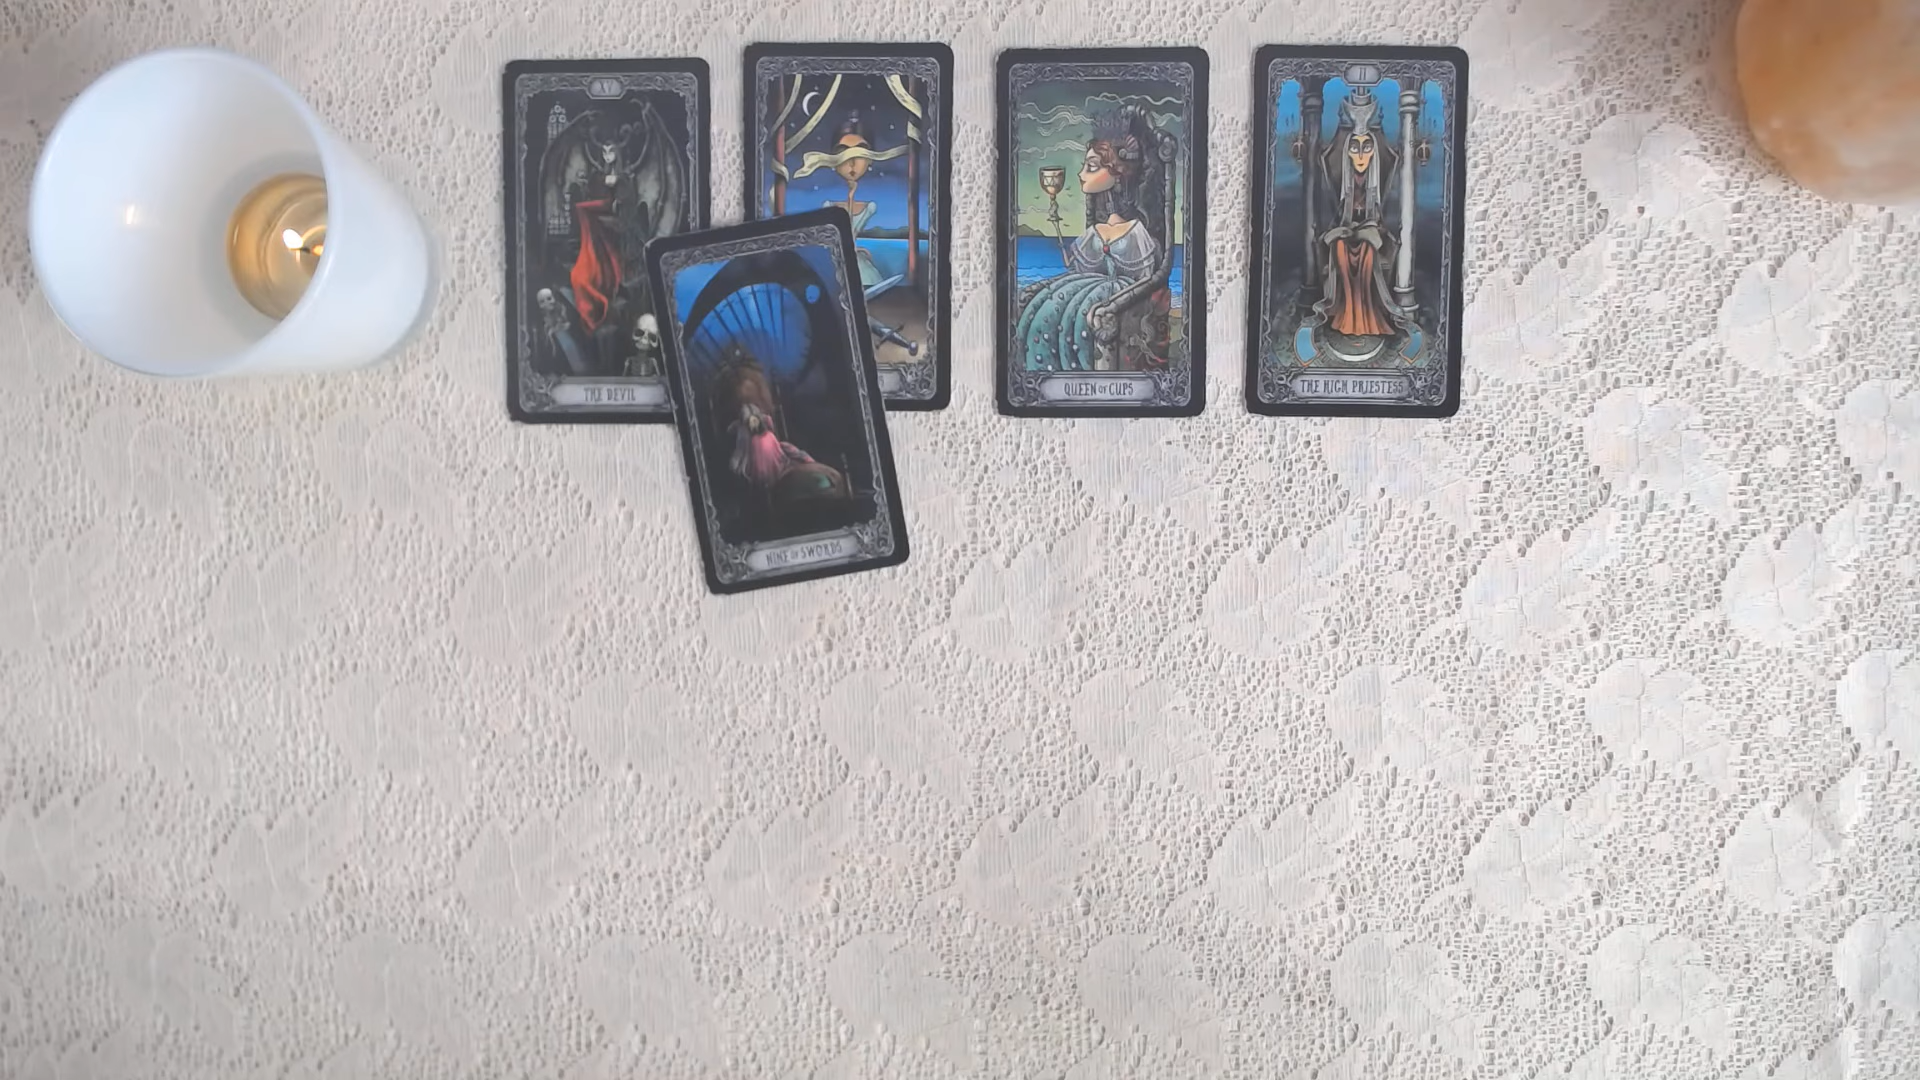 XV
THE DEVIL
QUEEN OF CUPS
II
THE HIGH PRIESTESS
NINE OF SWORDS